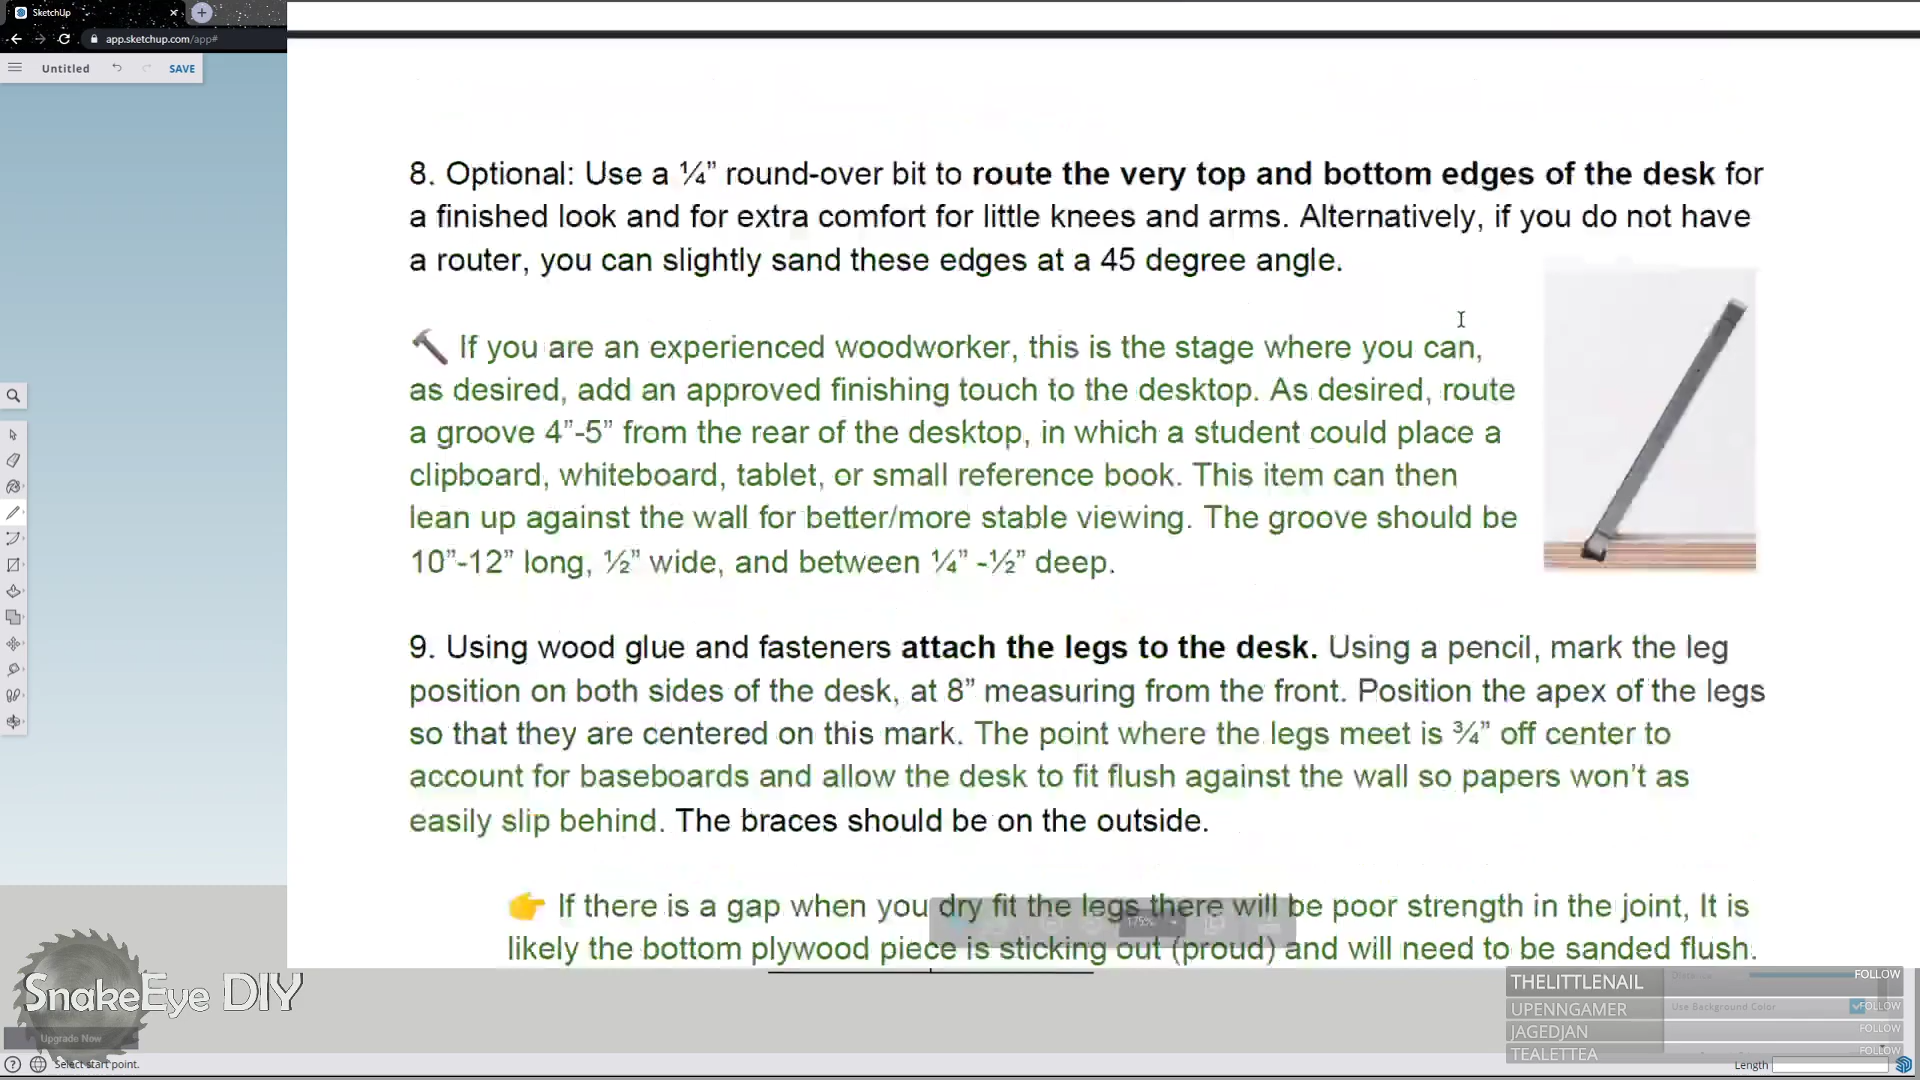 SketchUp
app.sketchup.com/app#
Untitled
SAVE
8. Optional: Use a ¼” round-over bit to route the very top and bottom edges of the desk for
a finished look and for extra comfort for little knees and arms. Alternatively, if you do not have
a router, you can slightly sand these edges at a 45 degree angle.
🔨 If you are an experienced woodworker, this is the stage where you can,
as desired, add an approved finishing touch to the desktop. As desired, route
a groove 4”-5” from the rear of the desktop, in which a student could place a
clipboard, whiteboard, tablet, or small reference book. This item can then
lean up against the wall for better/more stable viewing. The groove should be
10”-12” long, ½” wide, and between ¼” -½” deep.
9. Using wood glue and fasteners attach the legs to the desk. Using a pencil, mark the leg
position on both sides of the desk, at 8” measuring from the front. Position the apex of the legs
so that they are centered on this mark. The point where the legs meet is ¾” off center to
account for baseboards and allow the desk to fit flush against the wall so papers won’t as
easily slip behind. The braces should be on the outside.
👉 If there is a gap when you dry fit the legs there will be poor strength in the joint, It is
175%
likely the bottom plywood piece is sticking out (proud) and will need to be sanded flush.
SnakeEye DIY
Upgrade Now
Select start point.
THELITTLENAIL
Distance
FOLLOW
UPENNGAMER
Use Background Color
FOLLOW
JAGEDJAN
FOLLOW
TEALETTEA
FOLLOW
Length